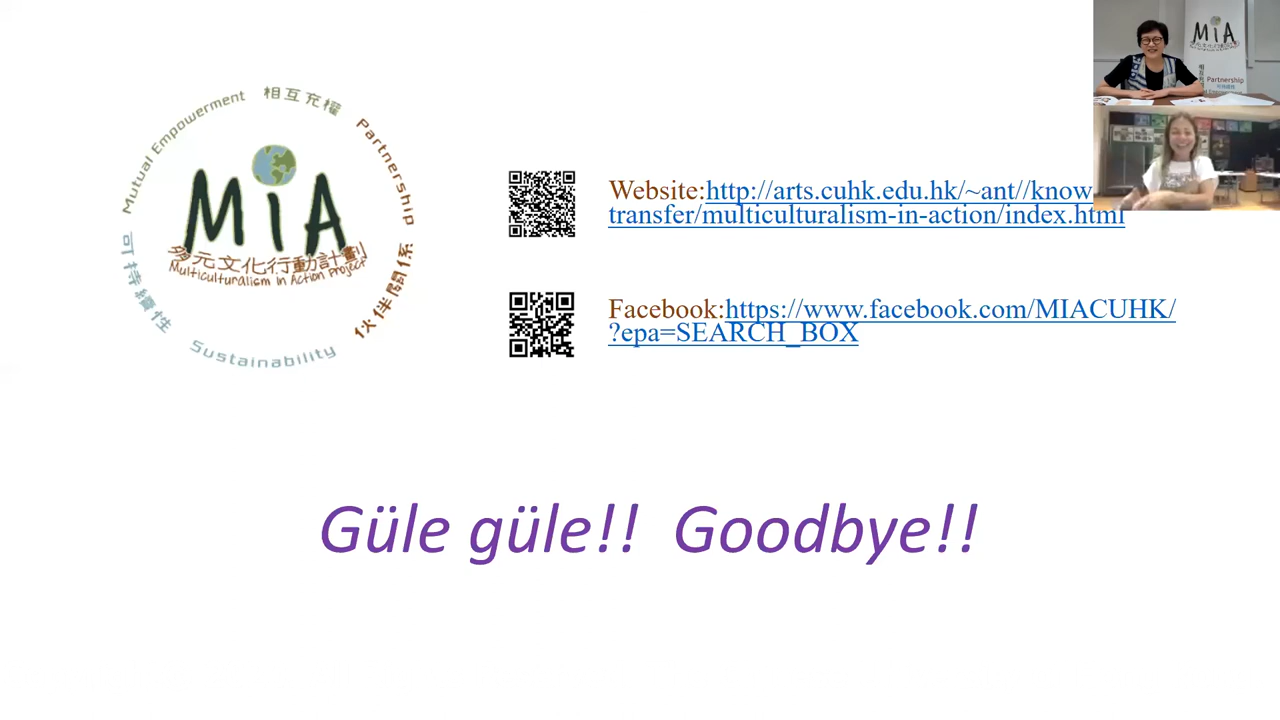 Mutual Empowerment 相互充權
Partnership
伙伴關係
Sustainability
可持續性
MiA
多元文化行動計劃
Multiculturalism in Action Project
Website:http://arts.cuhk.edu.hk/~ant//know
transfer/multiculturalism-in-action/index.html
Facebook:https://www.facebook.com/MIACUHK/
?epa=SEARCH_BOX
Güle güle!! Goodbye!!
MiA
Partnership